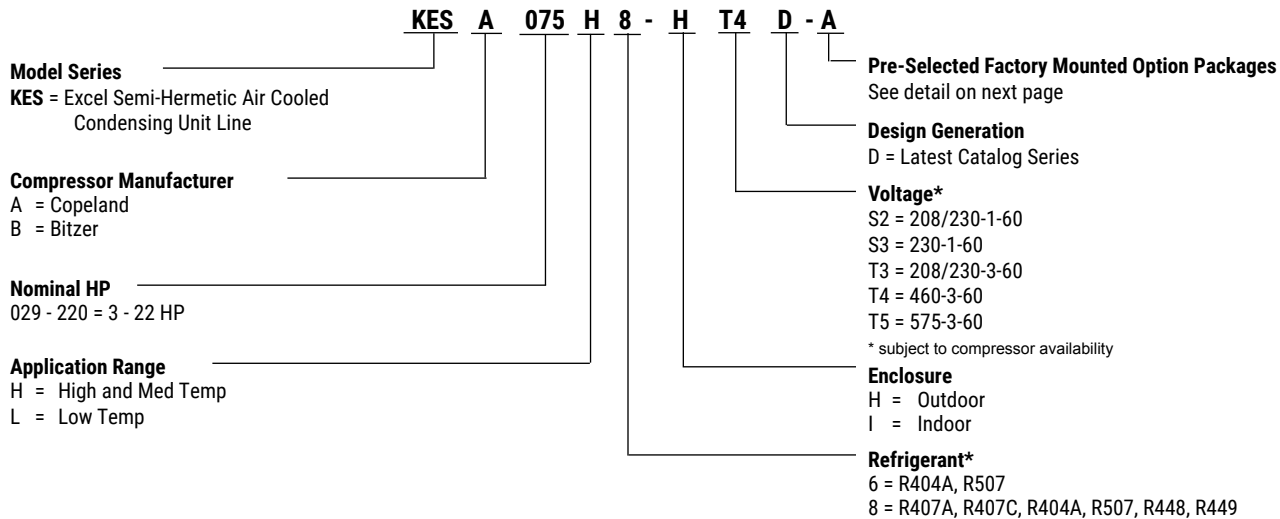 KES A 075 H 8 - H T4 D - A
Model Series
KES = Excel Semi-Hermetic Air Cooled
Condensing Unit Line
Compressor Manufacturer
A = Copeland
B = Bitzer
Nominal HP
029 - 220 = 3 - 22 HP
Application Range
H = High and Med Temp
L = Low Temp
Pre-Selected Factory Mounted Option Packages
See detail on next page
Design Generation
D = Latest Catalog Series
Voltage*
S2 = 208/230-1-60
S3 = 230-1-60
T3 = 208/230-3-60
T4 = 460-3-60
T5 = 575-3-60
* subject to compressor availability
Enclosure
H = Outdoor
I = Indoor
Refrigerant*
6 = R404A, R507
8 = R407A, R407C, R404A, R507, R448, R449